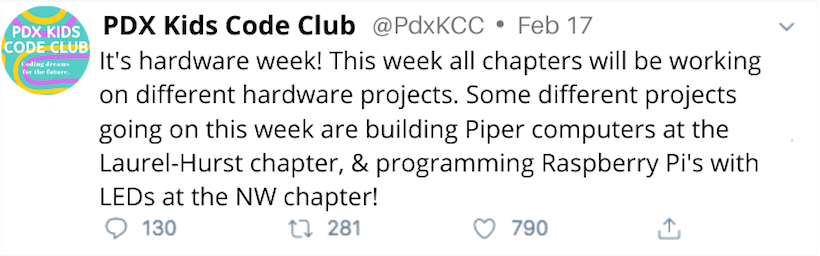 PDX KIDS
CODE CLUB
Coding dreams
for the future.
PDX Kids Code Club @PdxKCC • Feb 17
It's hardware week! This week all chapters will be working
on different hardware projects. Some different projects
going on this week are building Piper computers at the
Laurel-Hurst chapter, & programming Raspberry Pi's with
LEDs at the NW chapter!
130 281 790